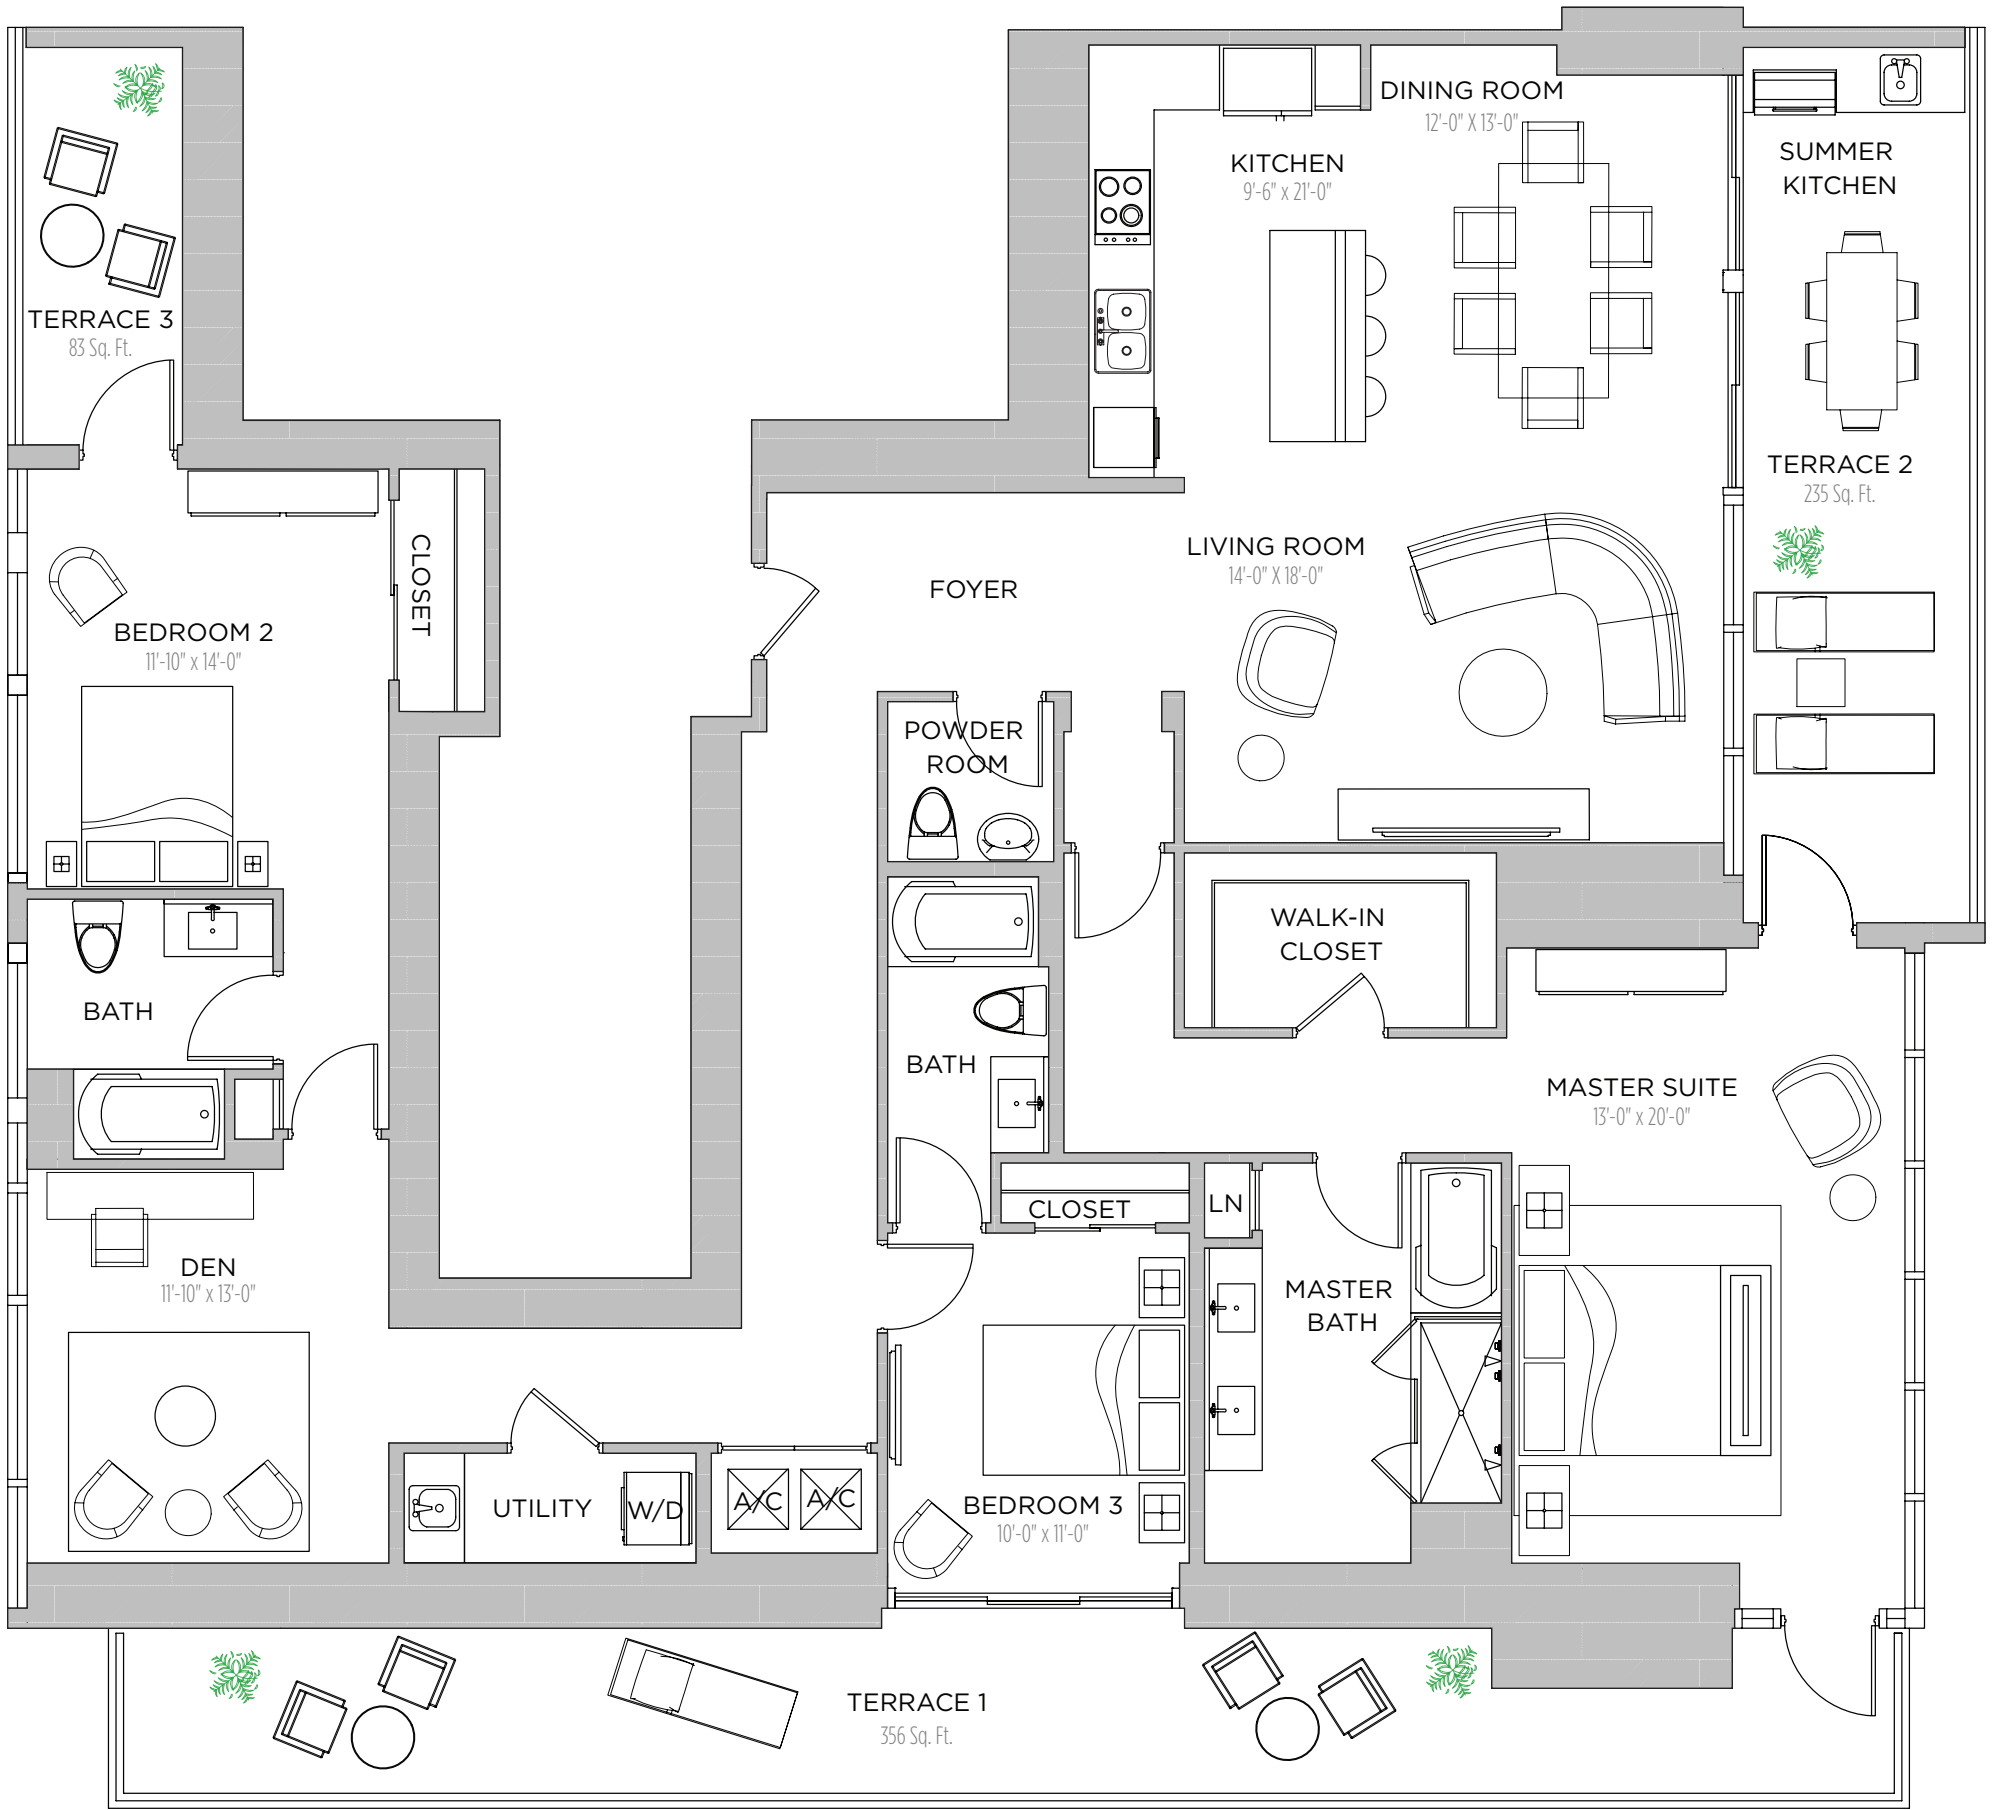 DINING ROOM
12'-0" X 13'-0"
KITCHEN
9'-6" x 21'-0"
SUMMER
KITCHEN
TERRACE 3
83 Sq. Ft.
TERRACE 2
235 Sq. Ft.
CLOSET
LIVING ROOM
14'-0" X 18'-0"
FOYER
BEDROOM 2
11'-10" x 14'-0"
POWDER
ROOM
WALK-IN
CLOSET
BATH
BATH
MASTER SUITE
13'-0" x 20'-0"
CLOSET
LN
DEN
11'-10" x 13'-0"
MASTER
BATH
UTILITY
W/D
A/C
A/C
BEDROOM 3
10'-0" x 11'-0"
TERRACE 1
356 Sq. Ft.